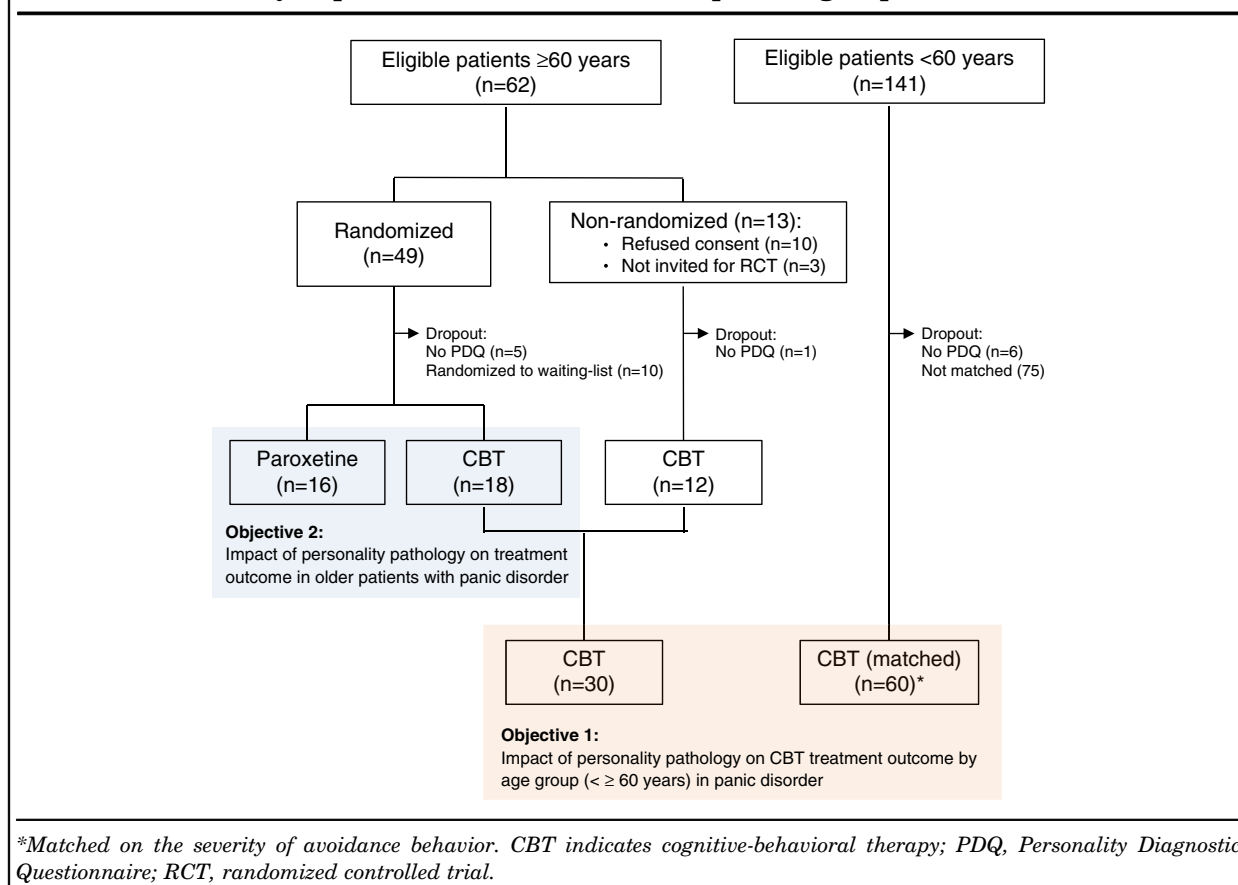 Eligible patients ≥60 years
(n=62)
Eligible patients <60 years
(n=141)
Randomized
(n=49)
Non-randomized (n=13):
• Refused consent (n=10)
• Not invited for RCT (n=3)
Dropout:
No PDQ (n=5)
Randomized to waiting-list (n=10)
Dropout:
No PDQ (n=1)
Dropout:
No PDQ (n=6)
Not matched (75)
Paroxetine
(n=16)
CBT
(n=18)
CBT
(n=12)
Objective 2:
Impact of personality pathology on treatment
outcome in older patients with panic disorder
CBT
(n=30)
CBT (matched)
(n=60)*
Objective 1:
Impact of personality pathology on CBT treatment outcome by
age group (< ≥ 60 years) in panic disorder
*Matched on the severity of avoidance behavior. CBT indicates cognitive-behavioral therapy; PDQ, Personality Diagnostic
Questionnaire; RCT, randomized controlled trial.